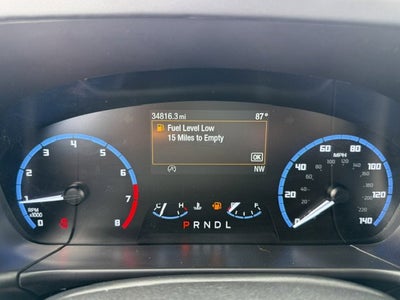 34816.3 mi 87°
Fuel Level Low
15 Miles to Empty
OK
NW
0 1 2 3 4 5 6 7 8
RPM
x1000
C H
P R N D L
0 20 40 60 80 100 120 140
MPH